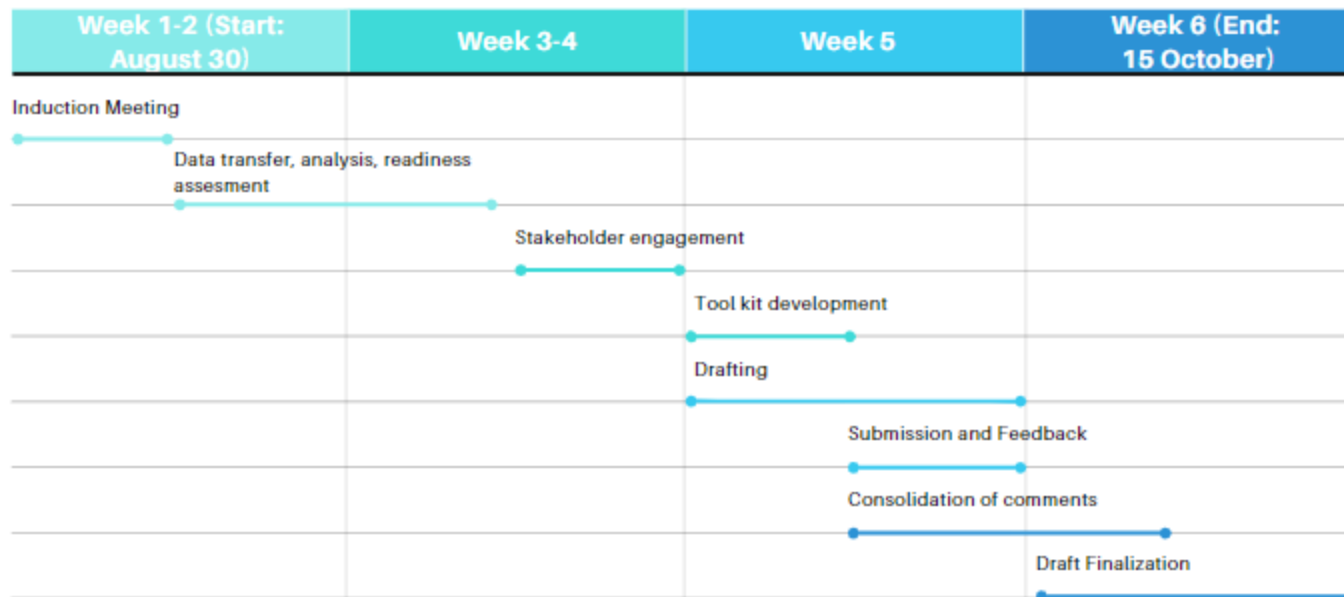 Week 1-2 (Start:
August 30)
Week 3-4
Week 5
Week 6 (End:
15 October)
Induction Meeting
Data transfer, analysis, readiness
assesment
Stakeholder engagement
Tool kit development
Drafting
Submission and Feedback
Consolidation of comments
Draft Finalization